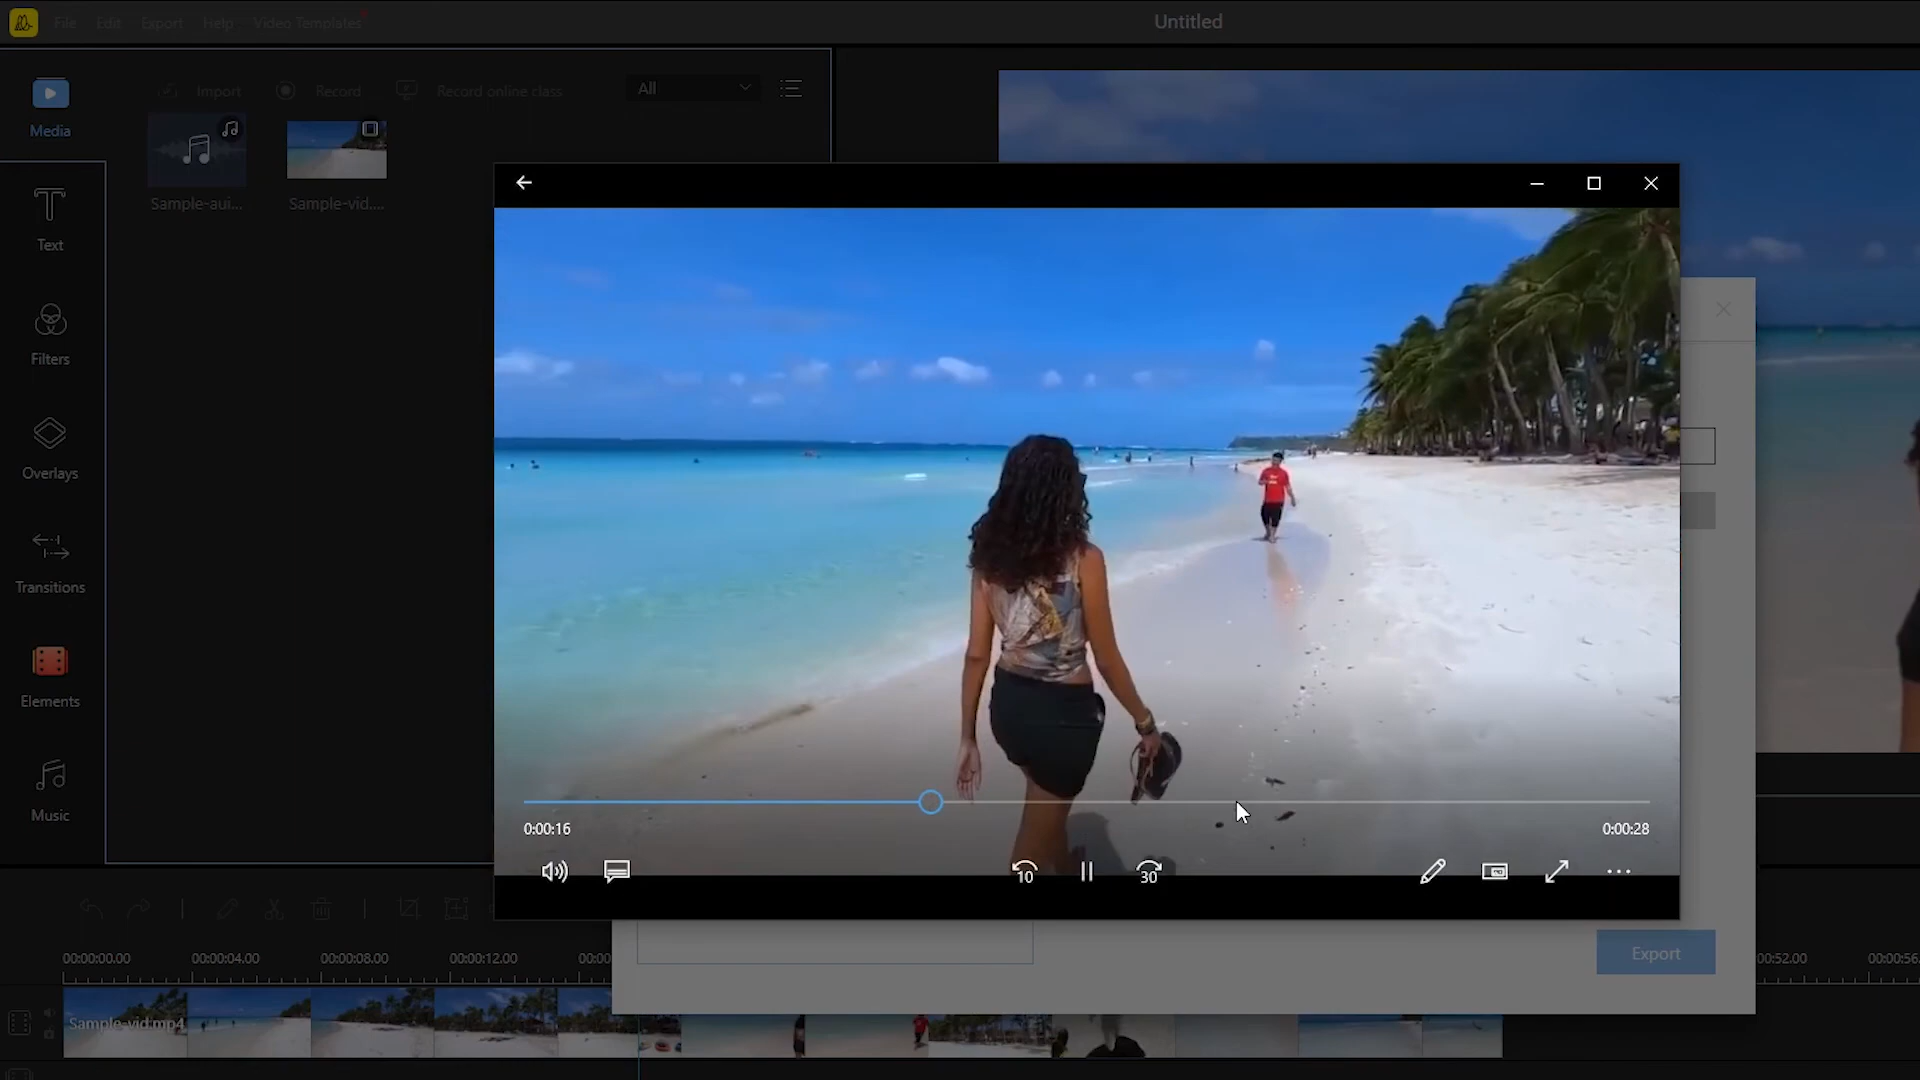 File Edit Export Help Video Templates
Untitled
Import Record Record online class All
Media
Sample-aui... Sample-vid....
Text
Filters
Overlays
Transitions
Elements
Music
0:00:16 0:00:28
10 30
00:00:00.00 00:00:04.00 00:00:08.00 00:00:12.00 00:00 00:52.00 00:00:56.
Export
Sample-vid.mp4